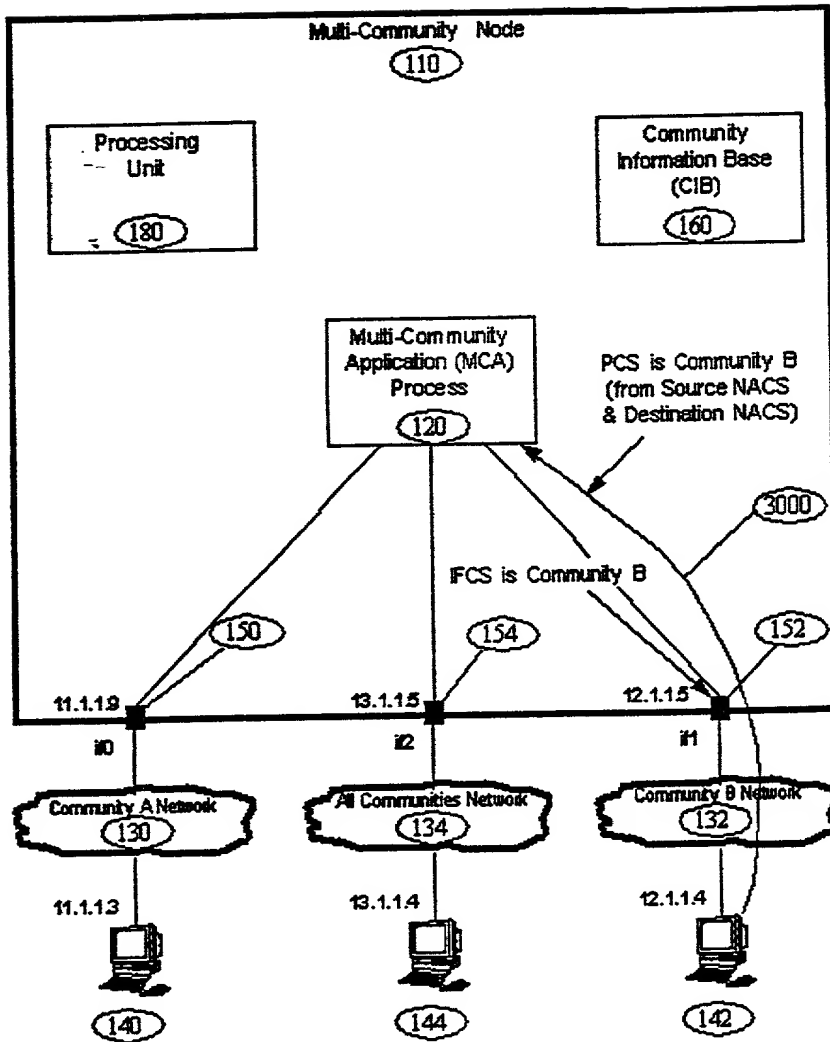 Multi-Community Node
110
Processing
Unit
180
Community
Information Base
(CIB)
160
Multi-Community
Application (MCA)
Process
120
PCS is Community B
(from Source NACS
& Destination NACS)
3000
IFCS is Community B
150
154
152
11.1.1.9
13.1.1.5
12.1.1.5
if0
if2
if1
Community A Network
130
All Communities Network
134
Community B Network
132
11.1.1.3
13.1.1.4
12.1.1.4
140
144
142